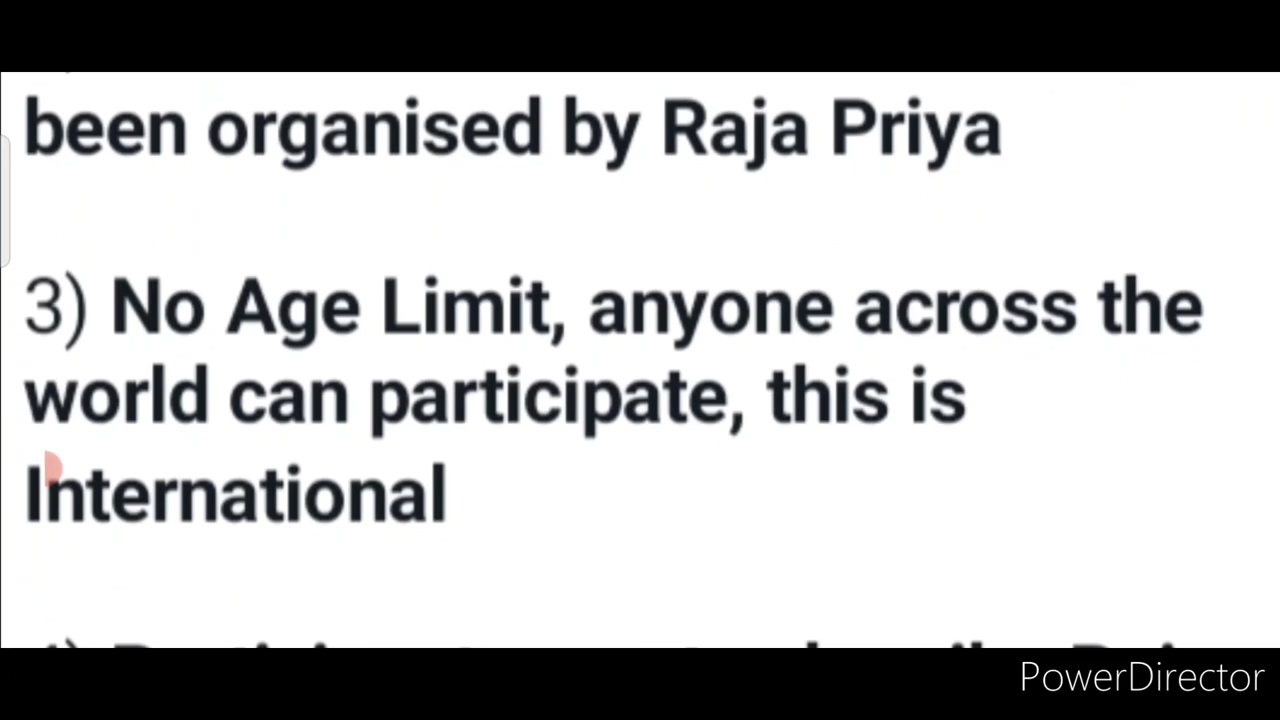 been organised by Raja Priya
3) No Age Limit, anyone across the
world can participate, this is
International
PowerDirector